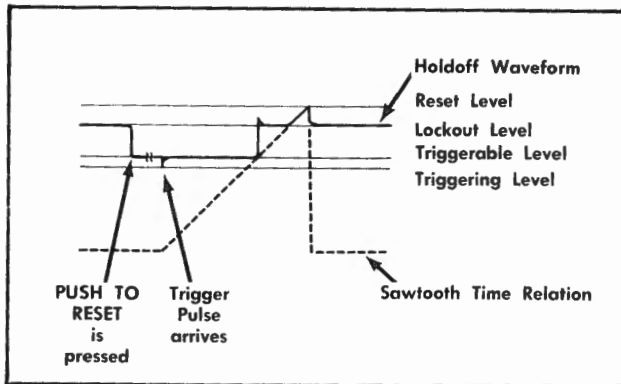 Holdoff Waveform
Reset Level
Lockout Level
Triggerable Level
Triggering Level
PUSH TO
RESET
is
pressed
Trigger
Pulse
arrives
Sawtooth Time Relation